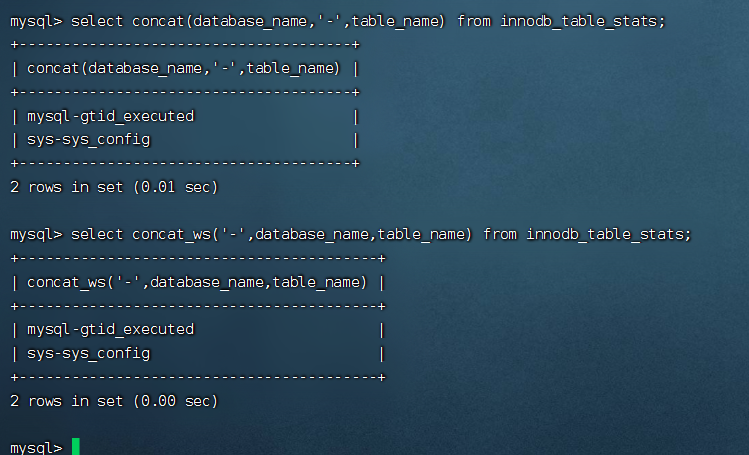 mysql> select concat(database_name,'-',table_name) from innodb_table_stats;
+--------------------------------------+
| concat(database_name,'-',table_name) |
+--------------------------------------+
| mysql-gtid_executed                  |
| sys-sys_config                       |
+--------------------------------------+
2 rows in set (0.01 sec)
mysql> select concat_ws('-',database_name,table_name) from innodb_table_stats;
+-----------------------------------------+
| concat_ws('-',database_name,table_name) |
+-----------------------------------------+
| mysql-gtid_executed                     |
| sys-sys_config                          |
+-----------------------------------------+
2 rows in set (0.00 sec)
mysql>